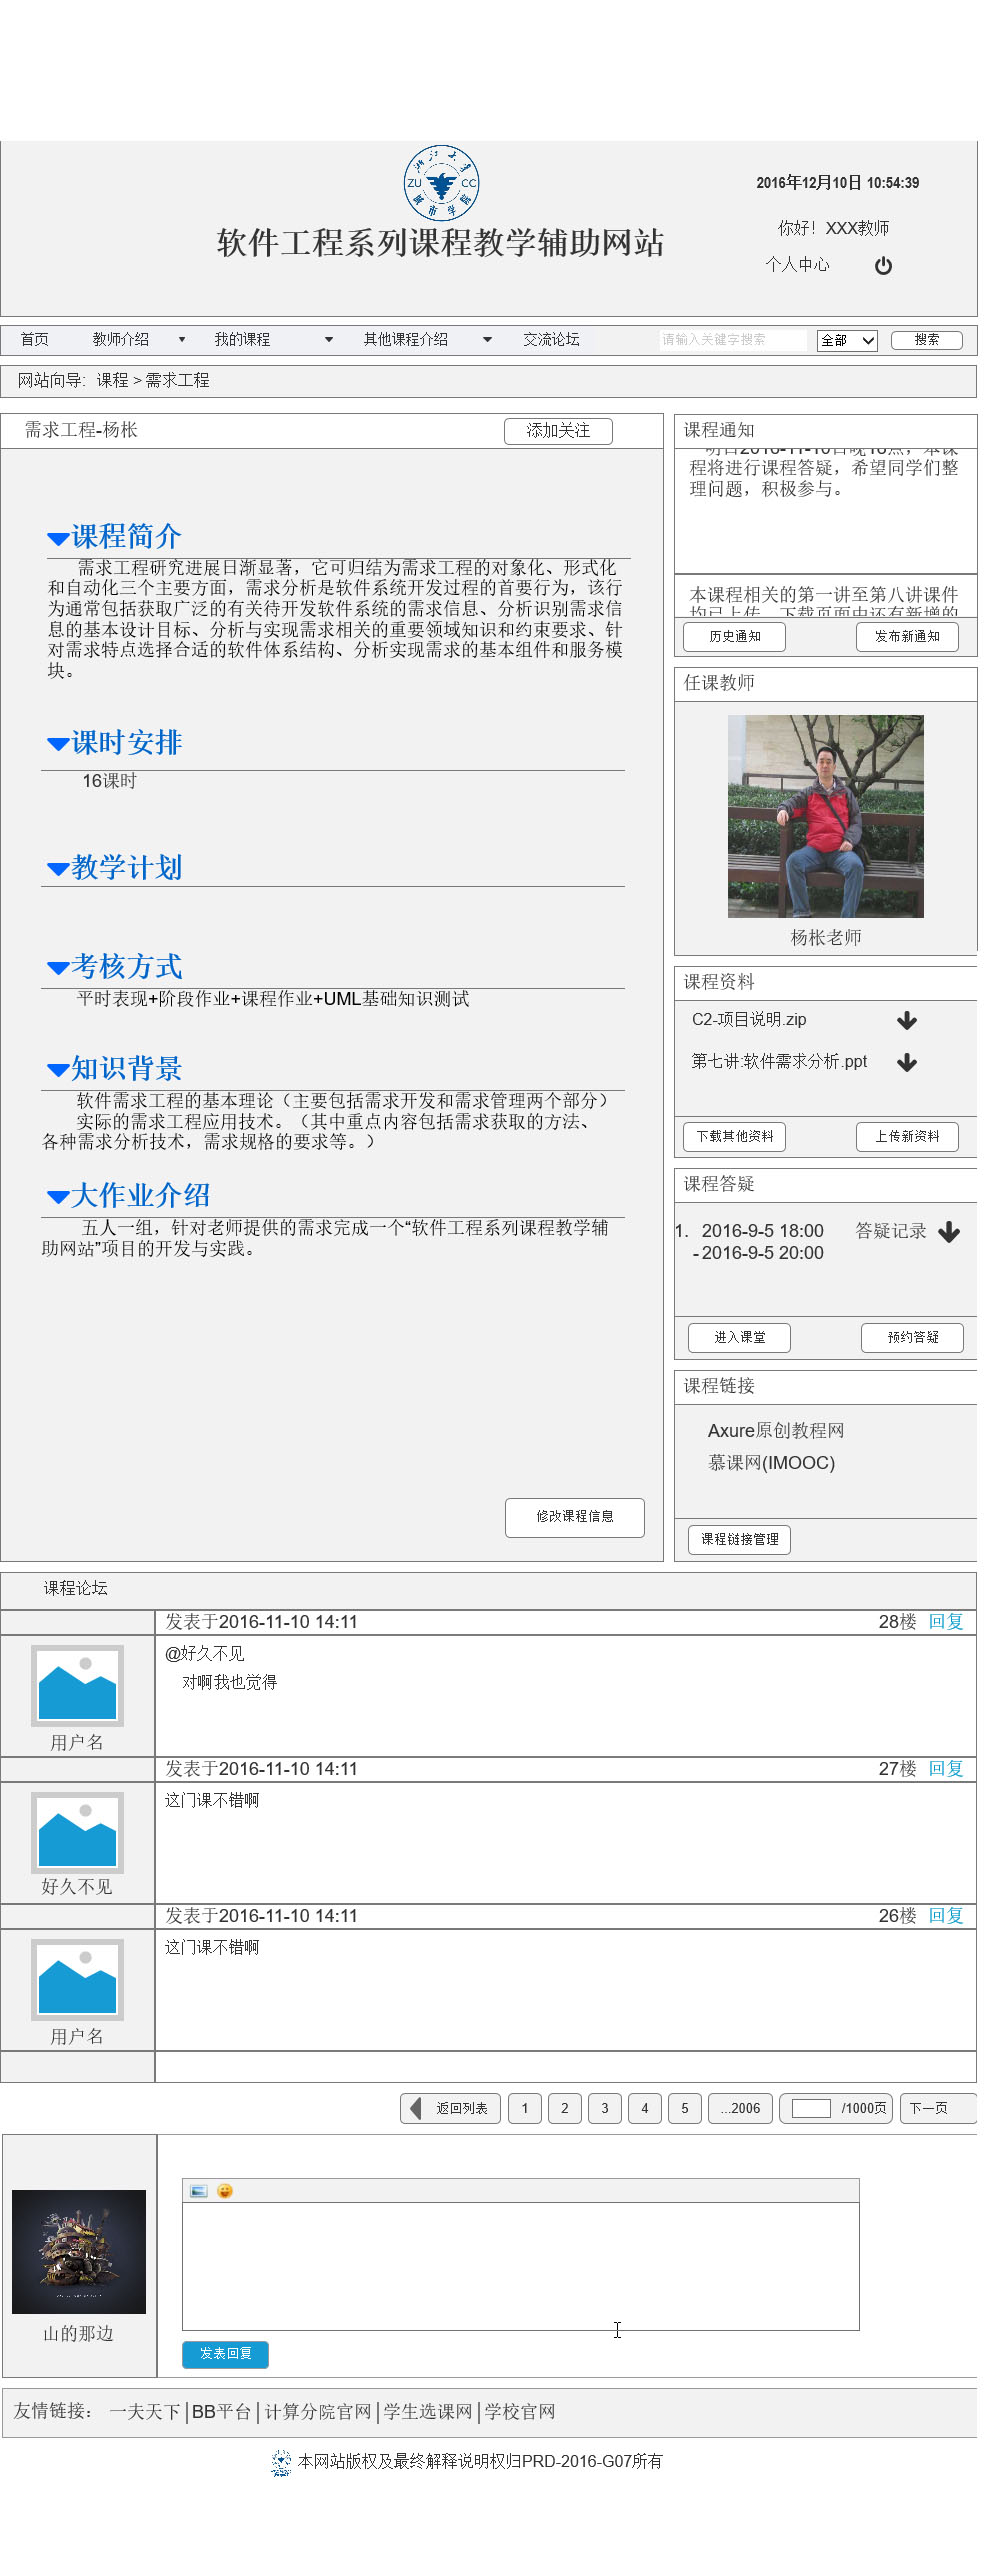 浙江大学
ZU CC
城市学院
软件工程系列课程教学辅助网站
2016年12月10日 10:54:39
你好！XXX教师
个人中心
首页 教师介绍 我的课程 其他课程介绍 交流论坛 请输入关键字搜索 全部 搜索
网站向导: 课程 > 需求工程
需求工程-杨枨 添加关注
课程简介
需求工程研究进展日渐显著，它可归结为需求工程的对象化、形式化
和自动化三个主要方面，需求分析是软件系统开发过程的首要行为，该行
为通常包括获取广泛的有关待开发软件系统的需求信息、分析识别需求信
息的基本设计目标、分析与实现需求相关的重要领域知识和约束要求、针
对需求特点选择合适的软件体系结构、分析实现需求的基本组件和服务模
块。
课时安排
16课时
教学计划
考核方式
平时表现+阶段作业+课程作业+UML基础知识测试
知识背景
软件需求工程的基本理论（主要包括需求开发和需求管理两个部分）
实际的需求工程应用技术。（其中重点内容包括需求获取的方法、
各种需求分析技术，需求规格的要求等。）
大作业介绍
五人一组，针对老师提供的需求完成一个“软件工程系列课程教学辅
助网站”项目的开发与实践。
修改课程信息
课程通知
程将进行课程答疑，希望同学们整
理问题，积极参与。
本课程相关的第一讲至第八讲课件
均已上传，下载页面中还有新增的
历史通知 发布新通知
任课教师
杨枨老师
课程资料
C2-项目说明.zip
第七讲:软件需求分析.ppt
下载其他资料 上传新资料
课程答疑
1. 2016-9-5 18:00 答疑记录
- 2016-9-5 20:00
进入课堂 预约答疑
课程链接
Axure原创教程网
慕课网(IMOOC)
课程链接管理
课程论坛
发表于2016-11-10 14:11 28楼 回复
@好久不见
对啊我也觉得
用户名
发表于2016-11-10 14:11 27楼 回复
这门课不错啊
好久不见
发表于2016-11-10 14:11 26楼 回复
这门课不错啊
用户名
返回列表 1 2 3 4 5 ...2006 /1000页 下一页
山的那边
发表回复
友情链接： 一夫天下 | BB平台 | 计算分院官网 | 学生选课网 | 学校官网
本网站版权及最终解释说明权归PRD-2016-G07所有